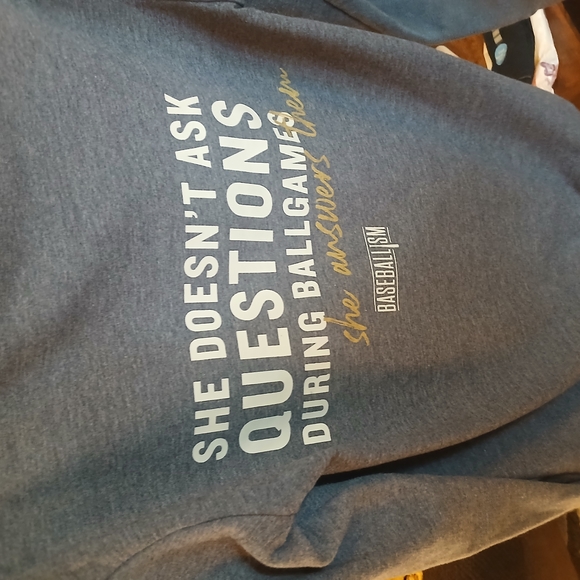 SHE DOESN'T ASK
QUESTIONS
DURING BALLGAMES
she answers them
BASEBALLISM